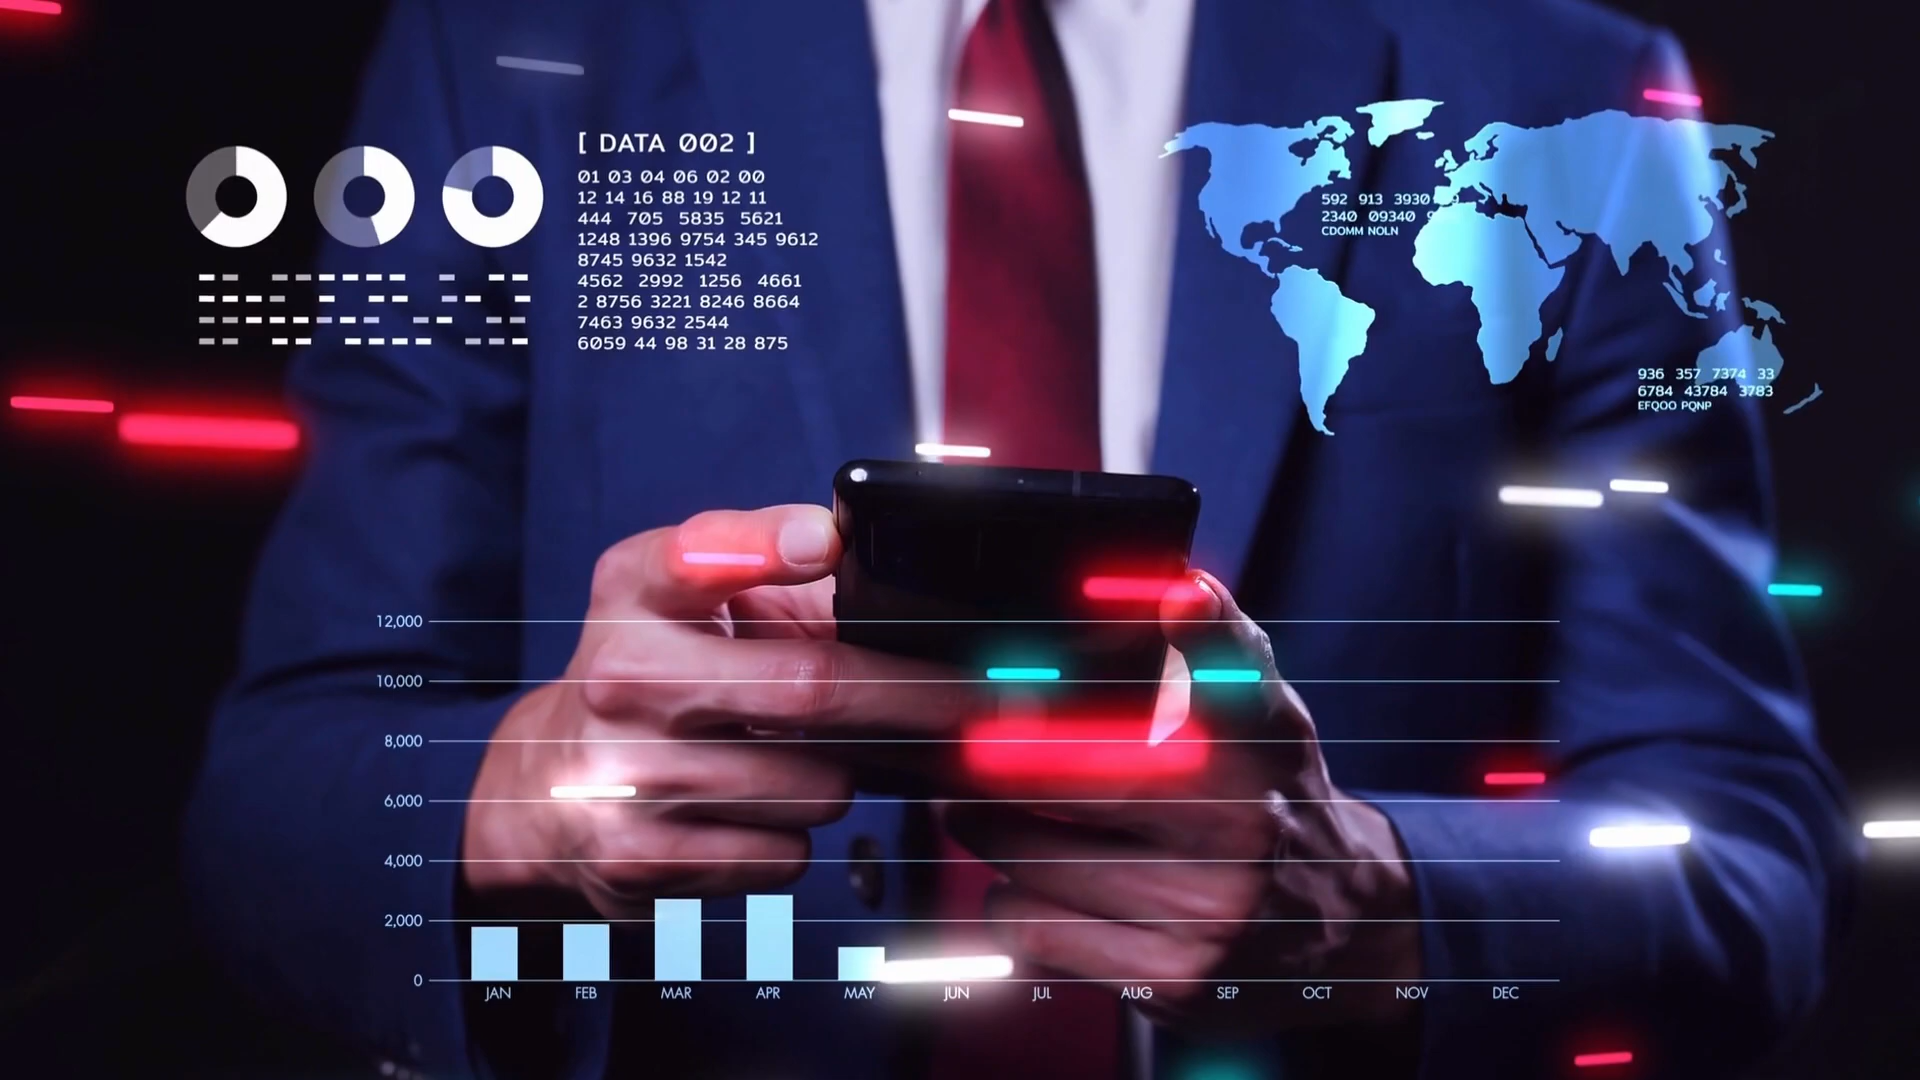 [ DATA 002 ]
01 03 04 06 02 00
12 14 16 88 19 12 11
444 705 5835 5621
1248 1396 9754 345 9612
8745 9632 1542
4562 2992 1256 4661
2 8756 3221 8246 8664
7463 9632 2544
6059 44 98 31 28 875
592 913 3930
2340 09340
CDOMM NOLN
936 357 7374 33
6784 43784 3783
EFQOO PQNP
12,000
10,000
8,000
6,000
4,000
2,000
0
JAN FEB MAR APR MAY JUN JUL AUG SEP OCT NOV DEC